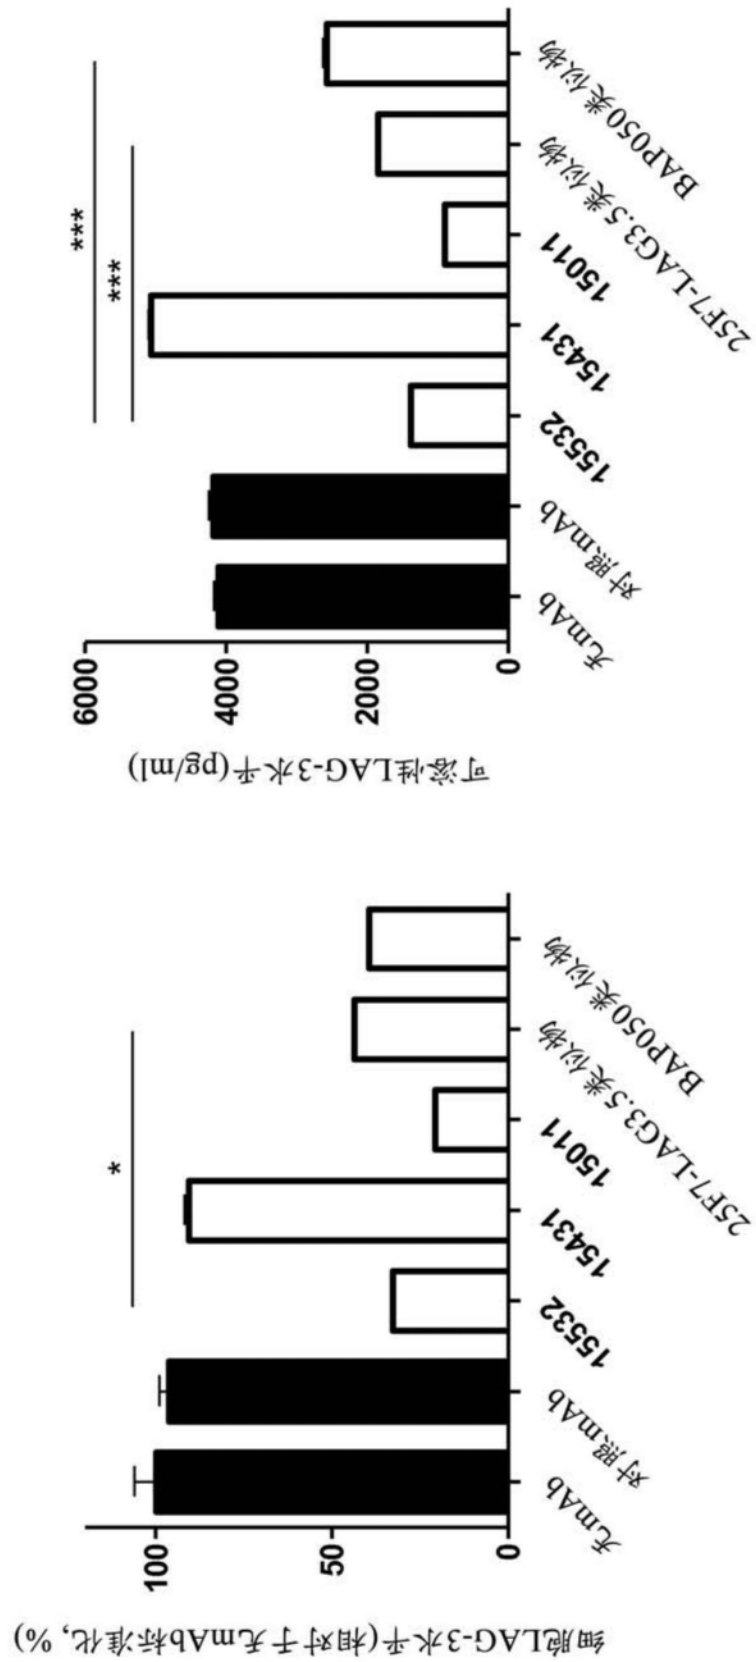 细胞LAG-3水平(相对于无mAb标准化, %)
100
50
0
*
无mAb
对照mAb
15532
15431
15011
25F7-LAG3.5类似物
BAP050类似物
可溶性LAG-3水平(pg/ml)
6000
4000
2000
0
***
***
无mAb
对照mAb
15532
15431
15011
25F7-LAG3.5类似物
BAP050类似物